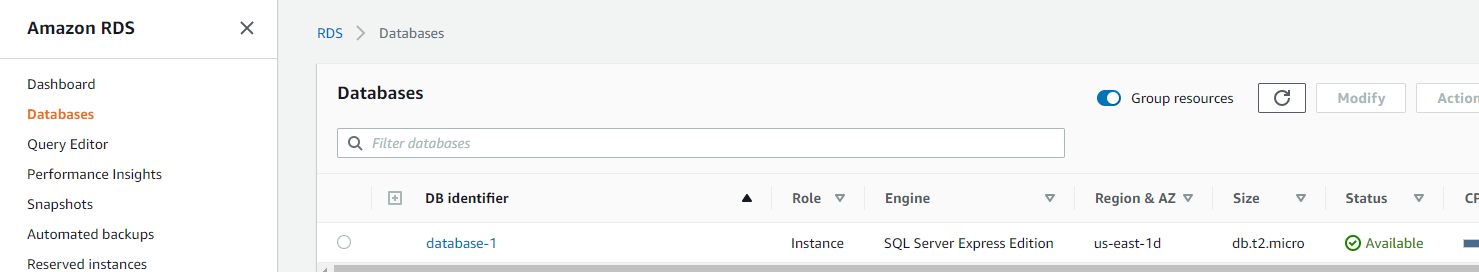 Amazon RDS
Dashboard
Databases
Query Editor
Performance Insights
Snapshots
Automated backups
Reserved instances
RDS > Databases
Databases
Group resources
Modify
Action
Filter databases
DB identifier Role Engine Region & AZ Size Status CP
database-1 Instance SQL Server Express Edition us-east-1d db.t2.micro Available